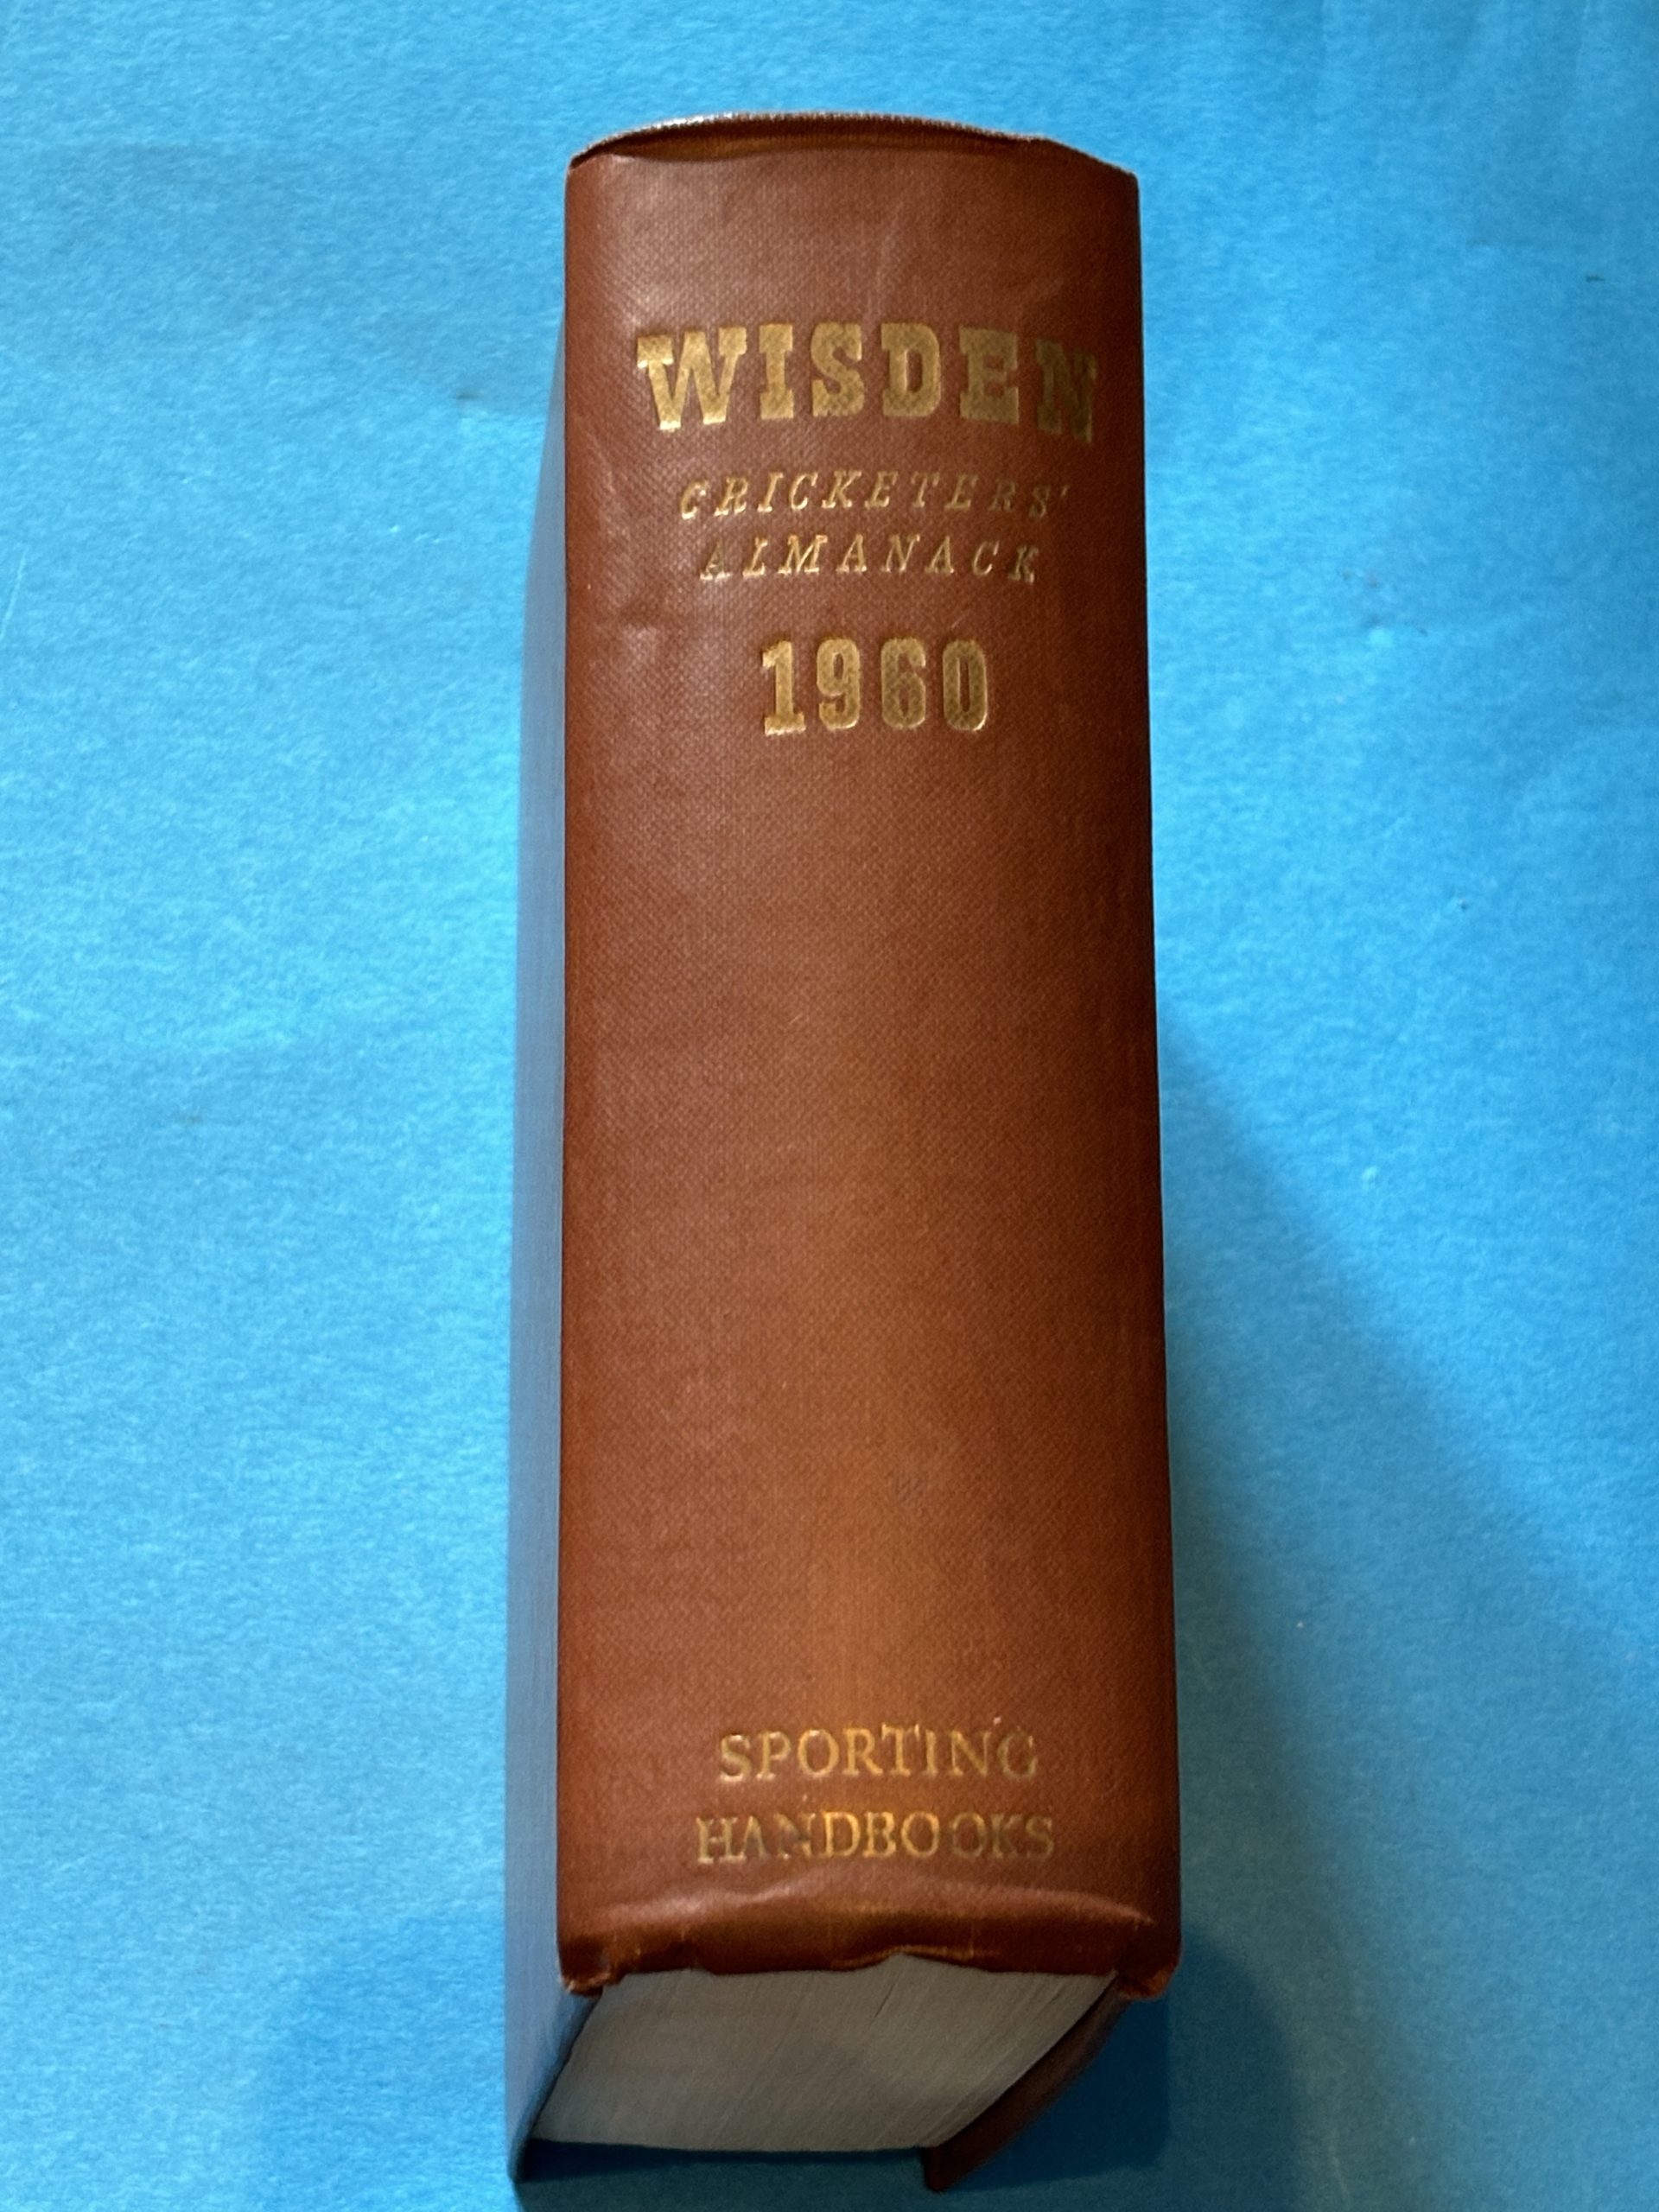 WISDEN
CRICKETERS'
ALMANACK
1960
SPORTING
HANDBOOKS